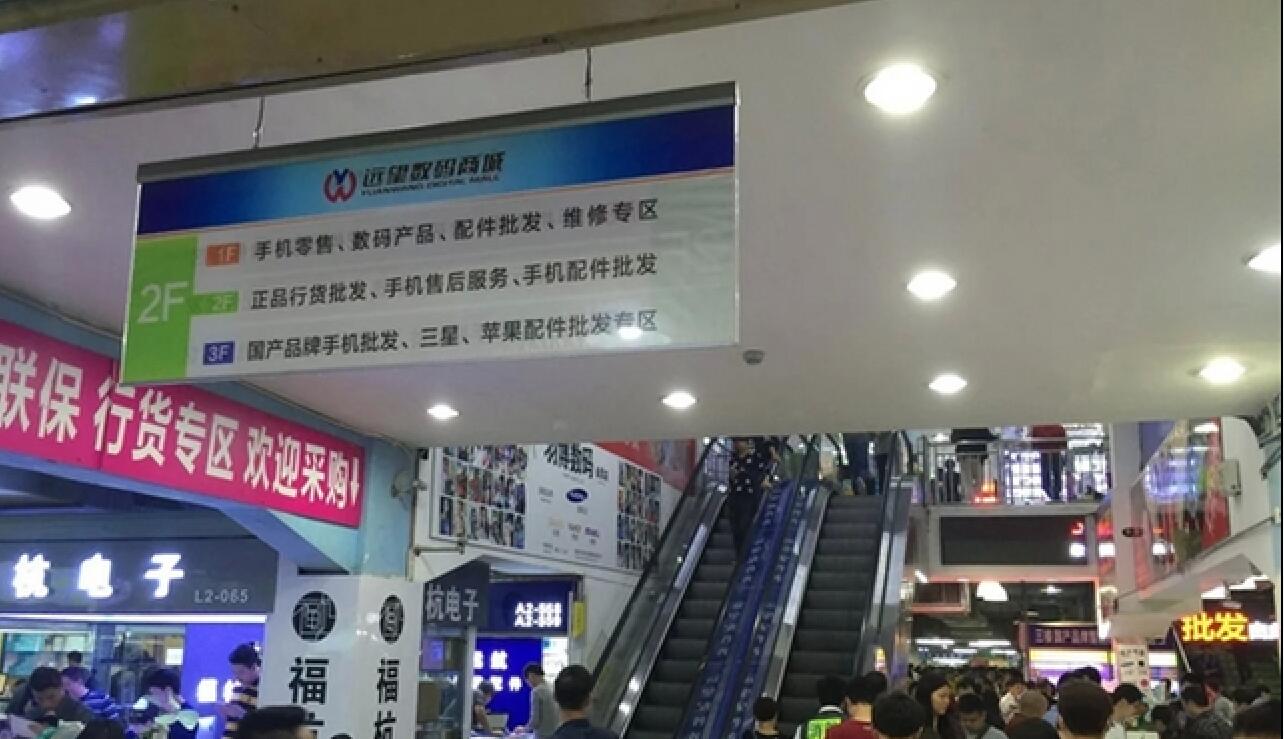 远望数码商城
YUANWANG DIGITAL MALL
2F
1F 手机零售、数码产品、配件批发、维修专区
2F 正品行货批发、手机售后服务、手机配件批发
3F 国产品牌手机批发、三星、苹果配件批发专区
联保 行货专区 欢迎采购
杭电子
L2-065
杭电子
福
福杭
数码
批发